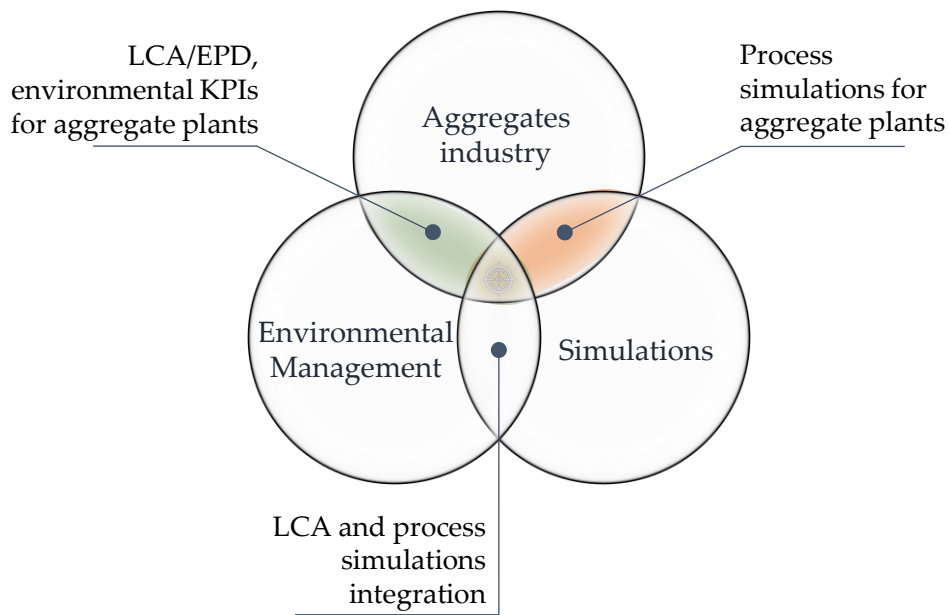 LCA/EPD,
environmental KPIs
for aggregate plants
Process
simulations for
aggregate plants
Aggregates
industry
Environmental
Management
Simulations
LCA and process
simulations
integration